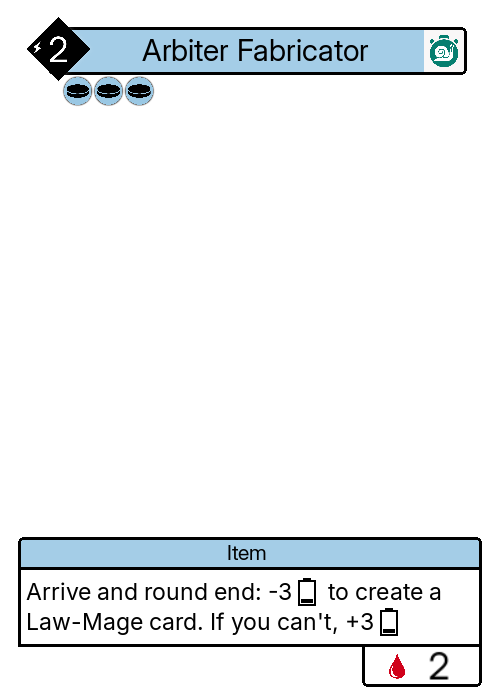 2
Arbiter Fabricator
Item
Arrive and round end: -3 to create a
Law-Mage card. If you can't, +3
2